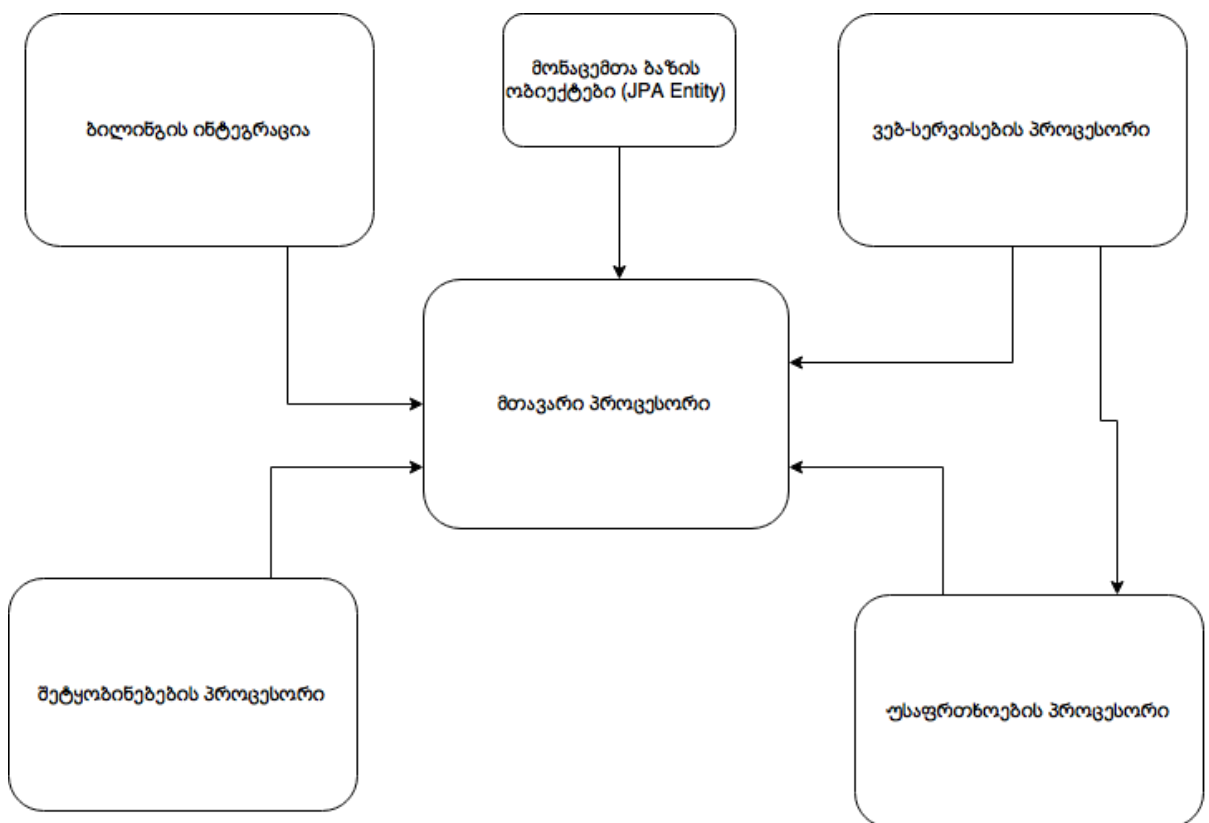 ბილინგის ინტეგრაცია
მონაცემთა ბაზის
ობიექტები (JPA Entity)
ვებ-სერვისების პროცესორი
მთავარი პროცესორი
შეტყობინებების პროცესორი
უსაფრთხოების პროცესორი